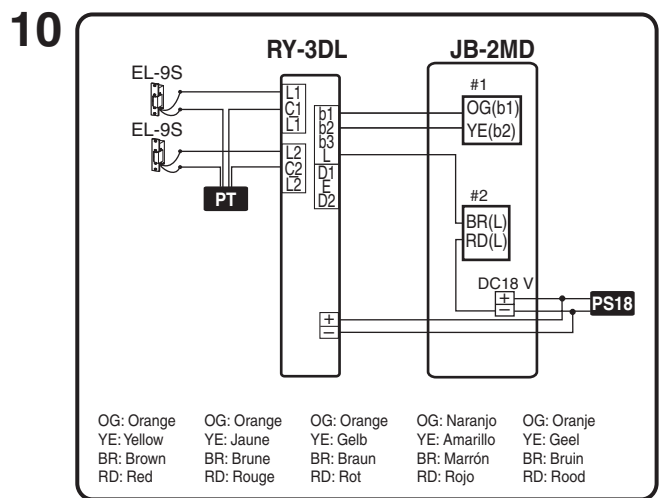 10
RY-3DL
JB-2MD
EL-9S
EL-9S
PT
L1
C1
L1
L2
C2
L2
b1
b2
b3
L
D1
E
D2
+
−
#1
OG(b1)
YE(b2)
#2
BR(L)
RD(L)
DC18 V
+
−
PS18
OG: Orange OG: Orange OG: Orange OG: Naranjo OG: Oranje
YE: Yellow YE: Jaune YE: Gelb YE: Amarillo YE: Geel
BR: Brown BR: Brune BR: Braun BR: Marrón BR: Bruin
RD: Red RD: Rouge RD: Rot RD: Rojo RD: Rood